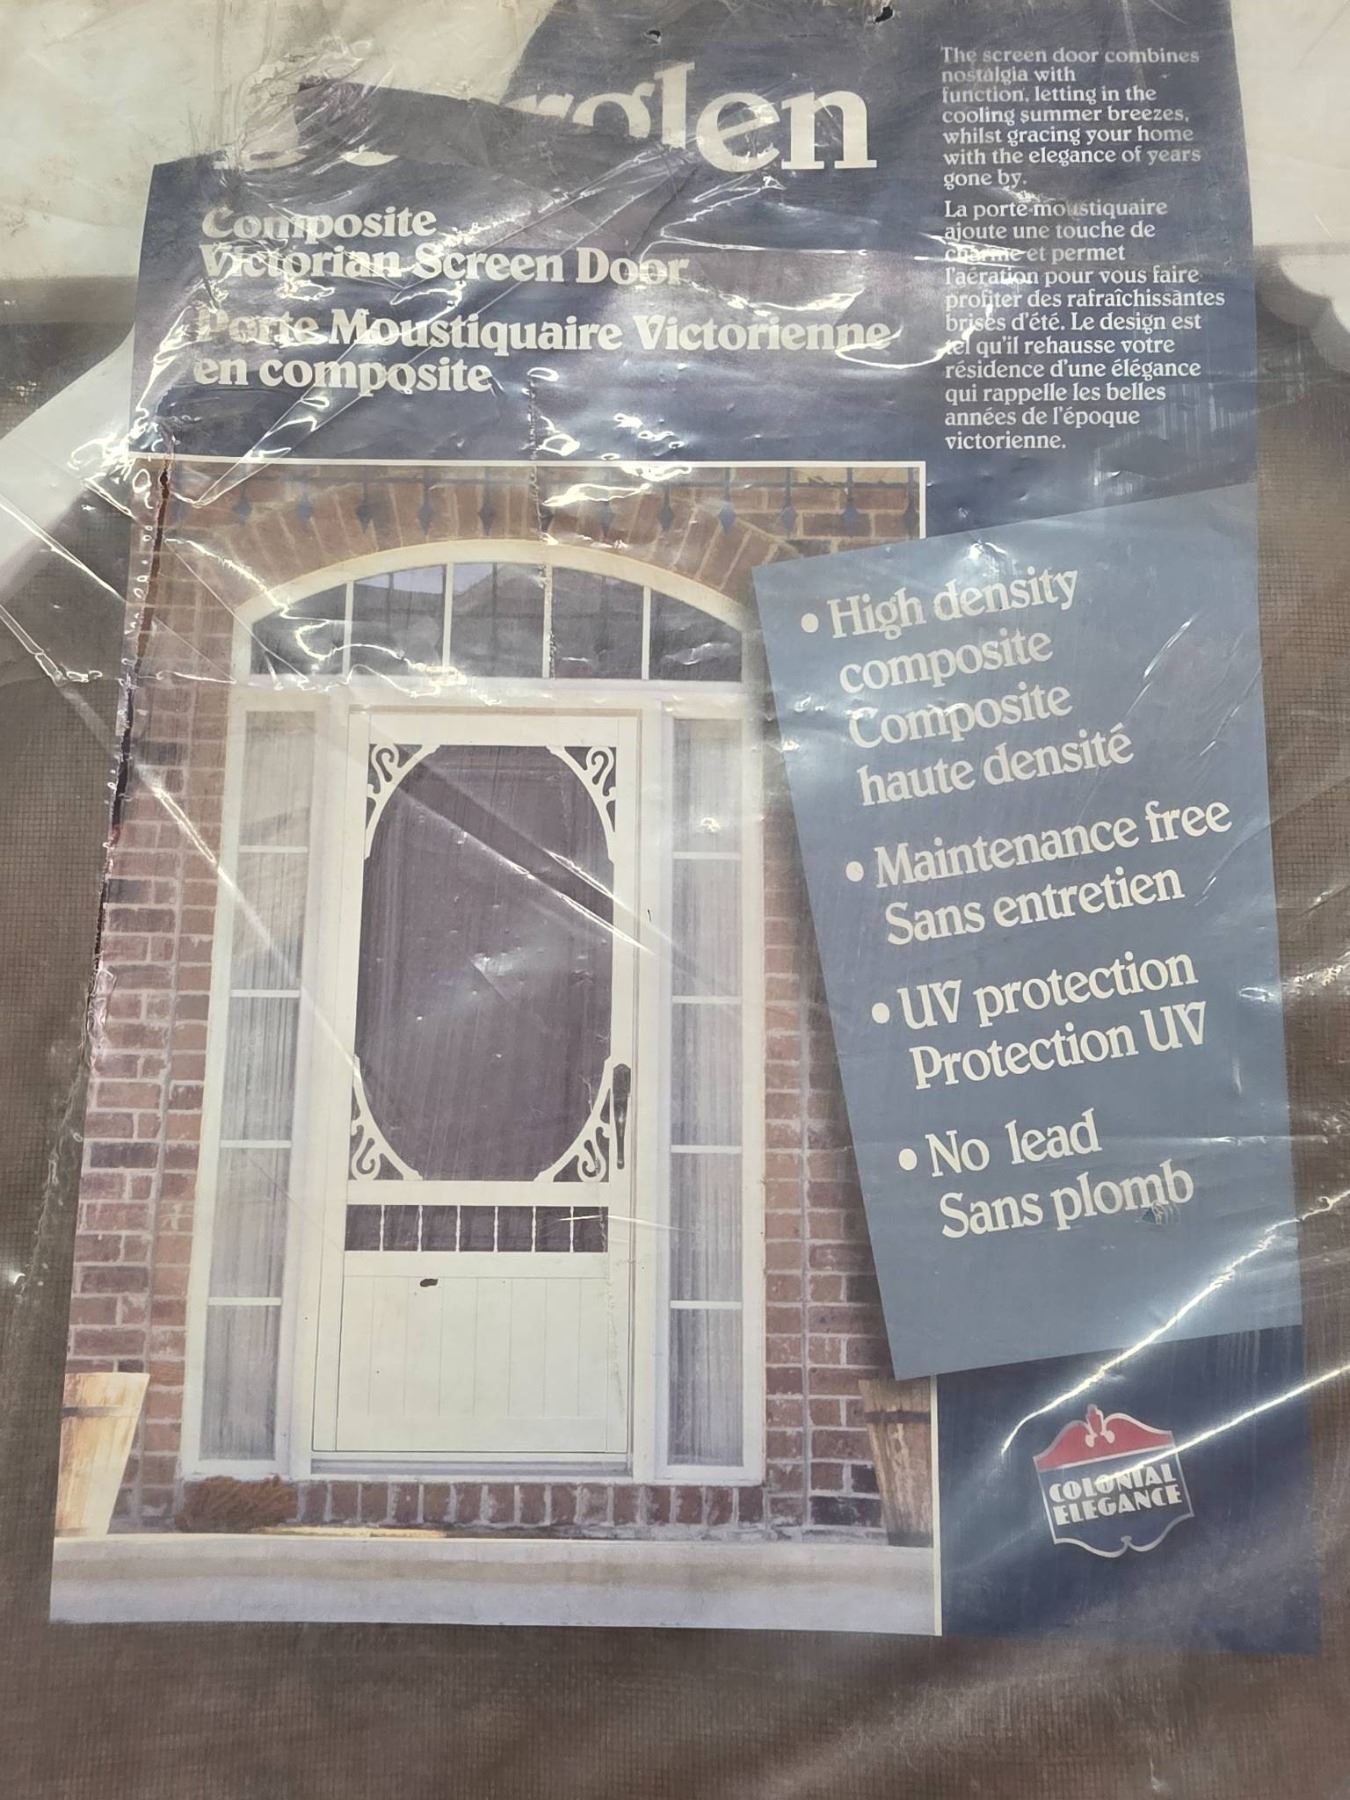 Composite
Victorian Screen Door
Porte Moustiquaire Victorienne
en composite
The screen door combines
nostalgia with
function, letting in the
cooling summer breezes,
whilst gracing your home
with the elegance of years
gone by.
La porte moustiquaire
ajoute une touche de
charme et permet
l'aération pour vous faire
profiter des rafraîchissantes
brises d'été. Le design est
tel qu'il rehausse votre
résidence d'une élégance
qui rappelle les belles
années de l'époque
victorienne.
• High density
composite
Composite
haute densité
• Maintenance free
Sans entretien
• UV protection
Protection UV
• No lead
Sans plomb
COLONIAL
ELEGANCE